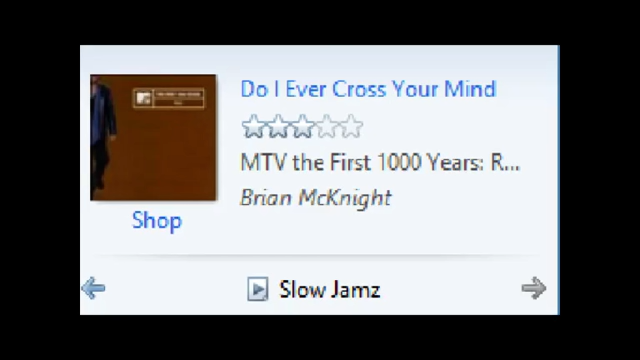 Do I Ever Cross Your Mind
MTV the First 1000 Years: R...
Brian McKnight
Shop
Slow Jamz